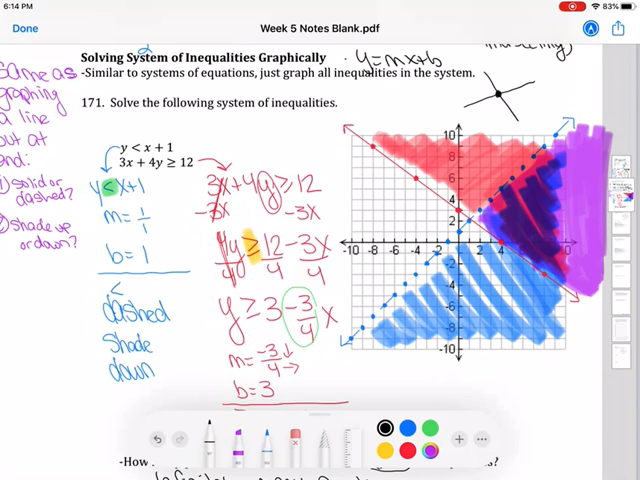 6:14 PM
83%
Done
Week 5 Notes Blank.pdf
Solving System of Inequalities Graphically
· y=mx+b
-Similar to systems of equations, just graph all inequalities in the system.
Same as
graphing
a line
but at
end:
① solid or
dashed?
② shade up
or down?
171. Solve the following system of inequalities.
y < x + 1
3x + 4y ≥ 12
y < x+1
m = 1/1
b = 1
<
dashed
shade
down
3x+4y ≥ 12
-3x -3x
4y/4 ≥ 12/4 - 3x/4
y ≥ 3 - 3/4 x
m = -3↓/4→
b = 3
10
8
6
4
2
-10 -8 -6 -4 -2 2 4 6 8 10
-2
-4
-6
-8
-10
-How